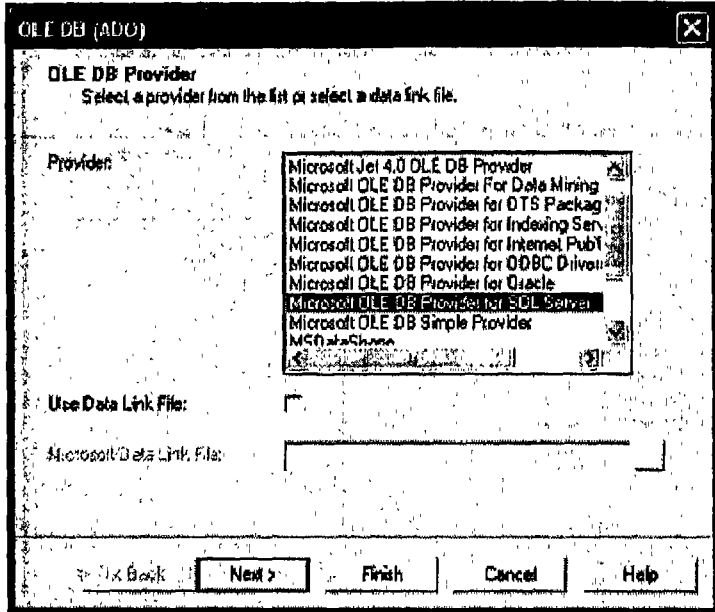 OLE DB (ADO)
OLE DB Provider
Select a provider from the list or select a data link file.
Provider:
Microsoft Jet 4.0 OLE DB Provider
Microsoft OLE DB Provider For Data Mining
Microsoft OLE DB Provider for DTS Packag
Microsoft OLE DB Provider for Indexing Serv
Microsoft OLE DB Provider for Internet Publ
Microsoft OLE DB Provider for ODBC Driver
Microsoft OLE DB Provider for Oracle
Microsoft OLE DB Provider for SQL Server
Microsoft OLE DB Simple Provider
MSDataShape
Use Data Link File:
Microsoft Data Link File:
< Back Next > Finish Cancel Help